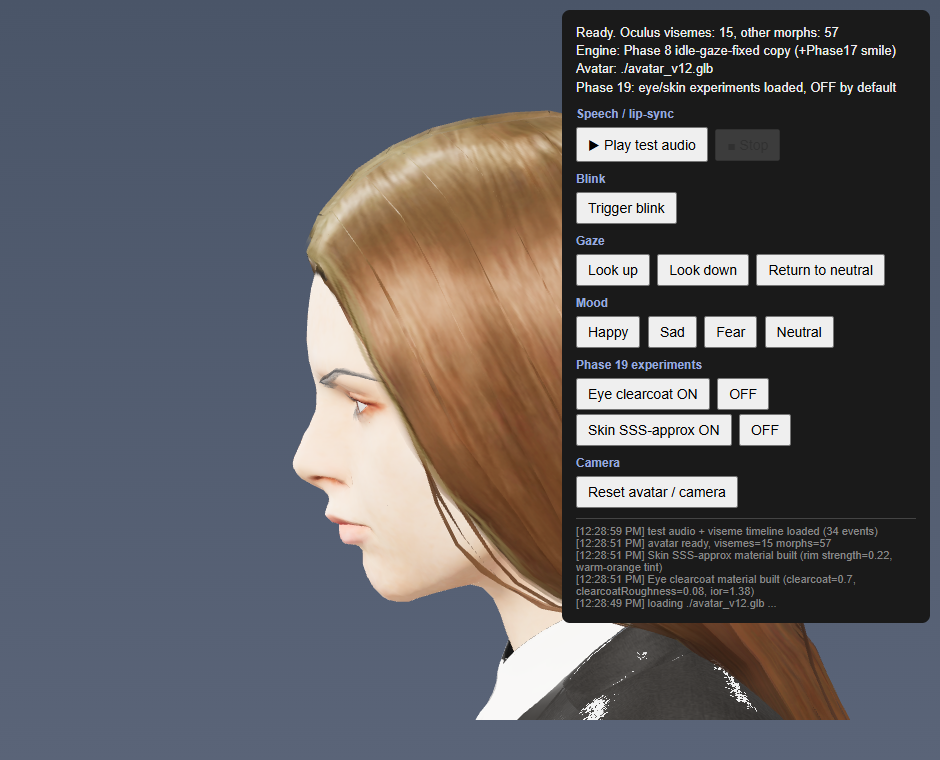 Ready. Oculus visemes: 15, other morphs: 57
Engine: Phase 8 idle-gaze-fixed copy (+Phase17 smile)
Avatar: ./avatar_v12.glb
Phase 19: eye/skin experiments loaded, OFF by default
Speech / lip-sync
▶ Play test audio
■ Stop
Blink
Trigger blink
Gaze
Look up
Look down
Return to neutral
Mood
Happy
Sad
Fear
Neutral
Phase 19 experiments
Eye clearcoat ON
OFF
Skin SSS-approx ON
OFF
Camera
Reset avatar / camera
[12:28:59 PM] test audio + viseme timeline loaded (34 events)
[12:28:51 PM] avatar ready, visemes=15 morphs=57
[12:28:51 PM] Skin SSS-approx material built (rim strength=0.22,
warm-orange tint)
[12:28:51 PM] Eye clearcoat material built (clearcoat=0.7,
clearcoatRoughness=0.08, ior=1.38)
[12:28:49 PM] loading ./avatar_v12.glb ...